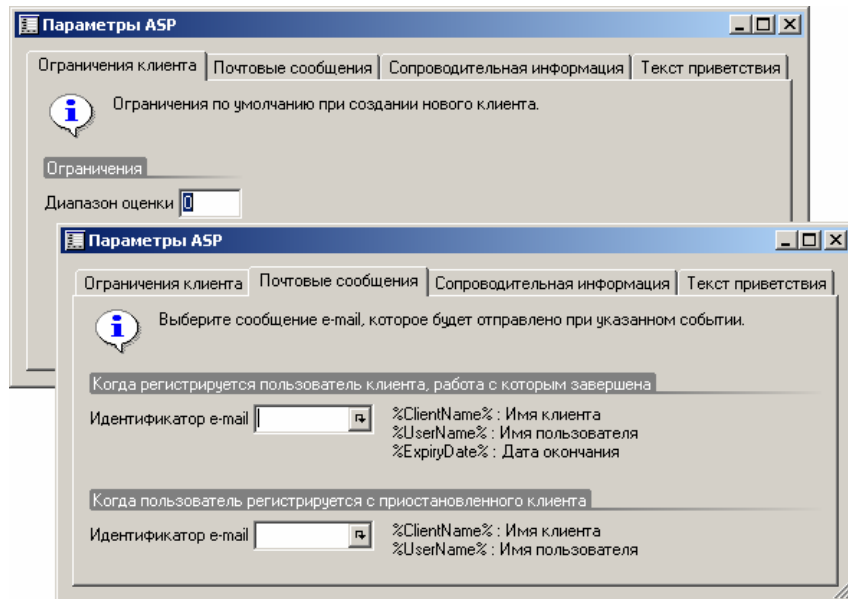 Параметры ASP
Ограничения клиента Почтовые сообщения Сопроводительная информация Текст приветствия
Ограничения по умолчанию при создании нового клиента.
Ограничения
Диапазон оценки 0
Параметры ASP
Ограничения клиента Почтовые сообщения Сопроводительная информация Текст приветствия
Выберите сообщение e-mail, которое будет отправлено при указанном событии.
Когда регистрируется пользователь клиента, работа с которым завершена
Идентификатор e-mail %ClientName% : Имя клиента
%UserName% : Имя пользователя
%ExpiryDate% : Дата окончания
Когда пользователь регистрируется с приостановленного клиента
Идентификатор e-mail %ClientName% : Имя клиента
%UserName% : Имя пользователя